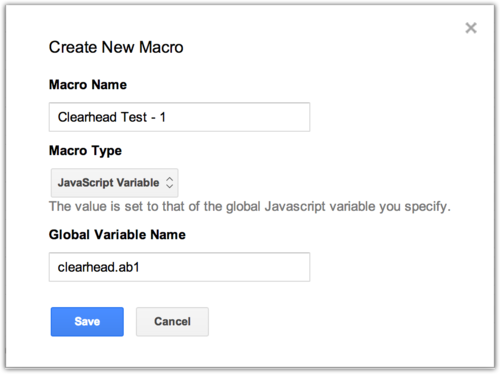 Create New Macro
Macro Name
Clearhead Test - 1
Macro Type
JavaScript Variable
The value is set to that of the global Javascript variable you specify.
Global Variable Name
clearhead.ab1
Save Cancel